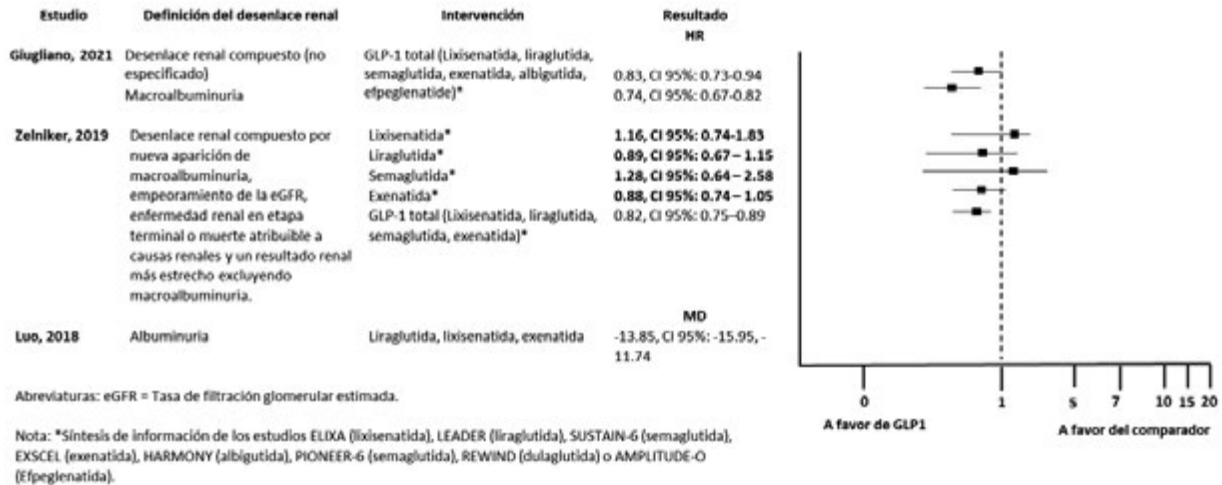 Estudio Definición del desenlace renal Intervención Resultado
HR
Giugliano, 2021 Desenlace renal compuesto (no especificado) GLP-1 total (Lixisenatida, liraglutida, semaglutida, exenatida, albigutida, efpeglenatide)* 0.83, CI 95%: 0.73-0.94
Macroalbuminuria 0.74, CI 95%: 0.67-0.82
Zelniker, 2019 Desenlace renal compuesto por Lixisenatida* 1.16, CI 95%: 0.74-1.83
nueva aparición de Liraglutida* 0.89, CI 95%: 0.67 – 1.15
macroalbuminuria, Semaglutida* 1.28, CI 95%: 0.64 – 2.58
empeoramiento de la eGFR, Exenatida* 0.88, CI 95%: 0.74 – 1.05
enfermedad renal en etapa GLP-1 total (Lixisenatida, liraglutida, 0.82, CI 95%: 0.75–0.89
terminal o muerte atribuible a semaglutida, exenatida)*
causas renales y un resultado renal
más estrecho excluyendo
macroalbuminuria.
MD
Luo, 2018 Albuminuria Liraglutida, lixisenatida, exenatida -13.85, CI 95%: -15.95, -
11.74
0 1 5 7 10 15 20
A favor de GLP1 A favor del comparador
Abreviaturas: eGFR = Tasa de filtración glomerular estimada.
Nota: *Síntesis de información de los estudios ELIXA (lixisenatida), LEADER (liraglutida), SUSTAIN-6 (semaglutida),
EXSCEL (exenatida), HARMONY (albigutida), PIONEER-6 (semaglutida), REWIND (dulaglutida) o AMPLITUDE-O
(Efpeglenatida).